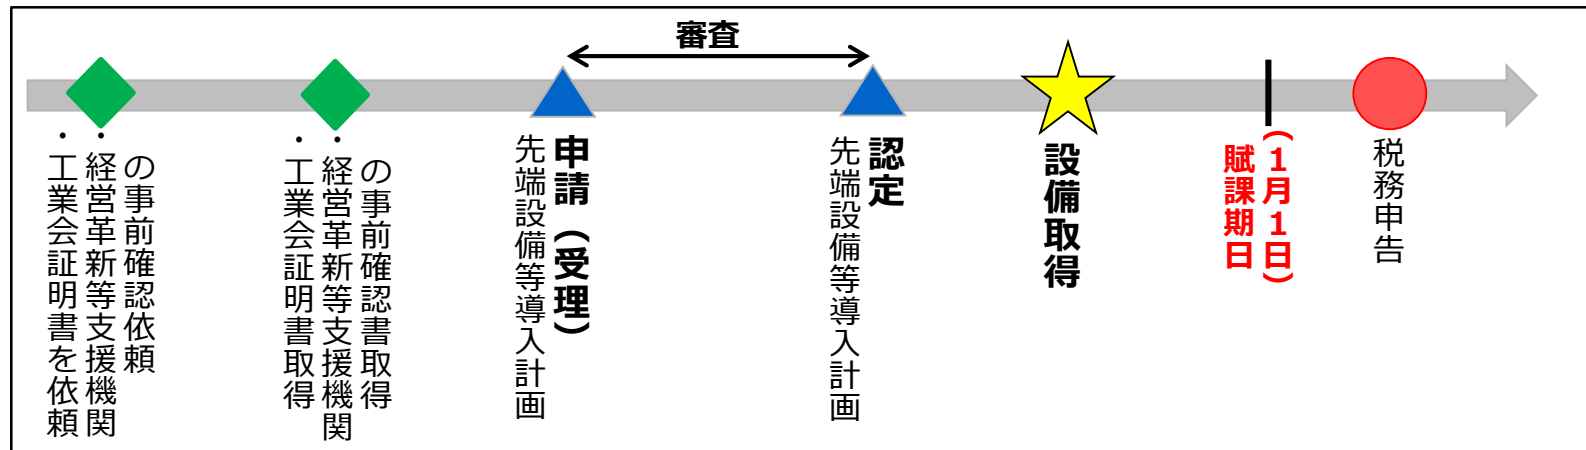 審査
・経営革新等支援機関
の事前確認依頼
・工業会証明書を依頼
・経営革新等支援機関
の事前確認書取得
・工業会証明書取得
先端設備等導入計画
申請（受理）
先端設備等導入計画
認定
設備取得
賦課期日
（1月1日）
税務申告